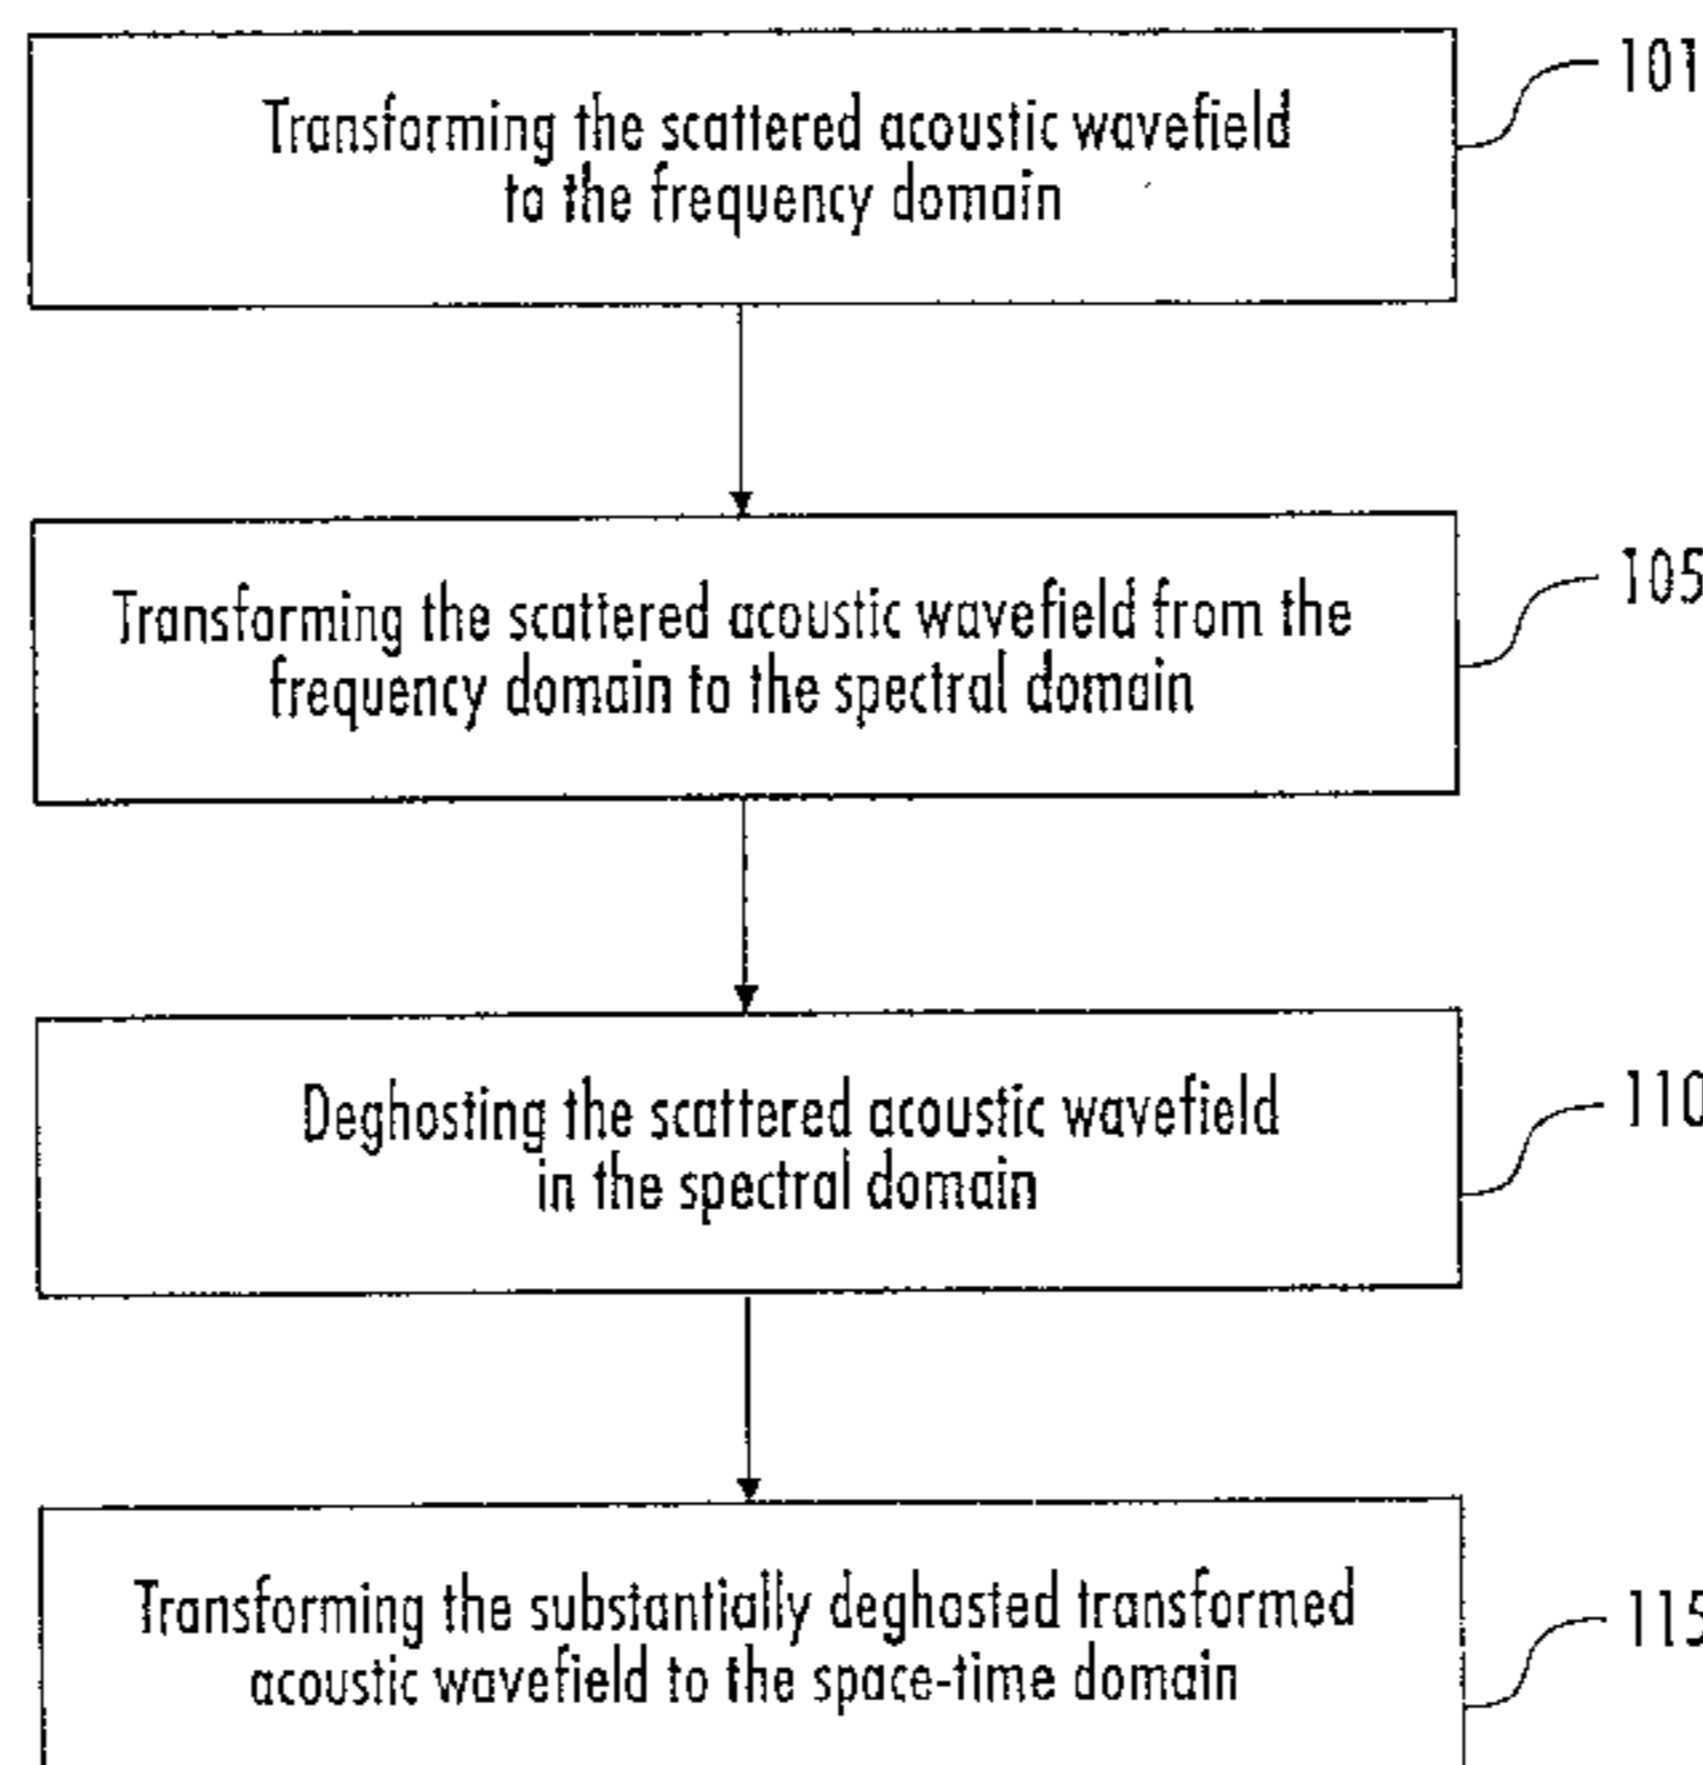 Transforming the scattered acoustic wavefield
to the frequency domain
101
Transforming the scattered acoustic wavefield from the
frequency domain to the spectral domain
105
Deghosting the scattered acoustic wavefield
in the spectral domain
110
Transforming the substantially deghosted transformed
acoustic wavefield to the space-time domain
115